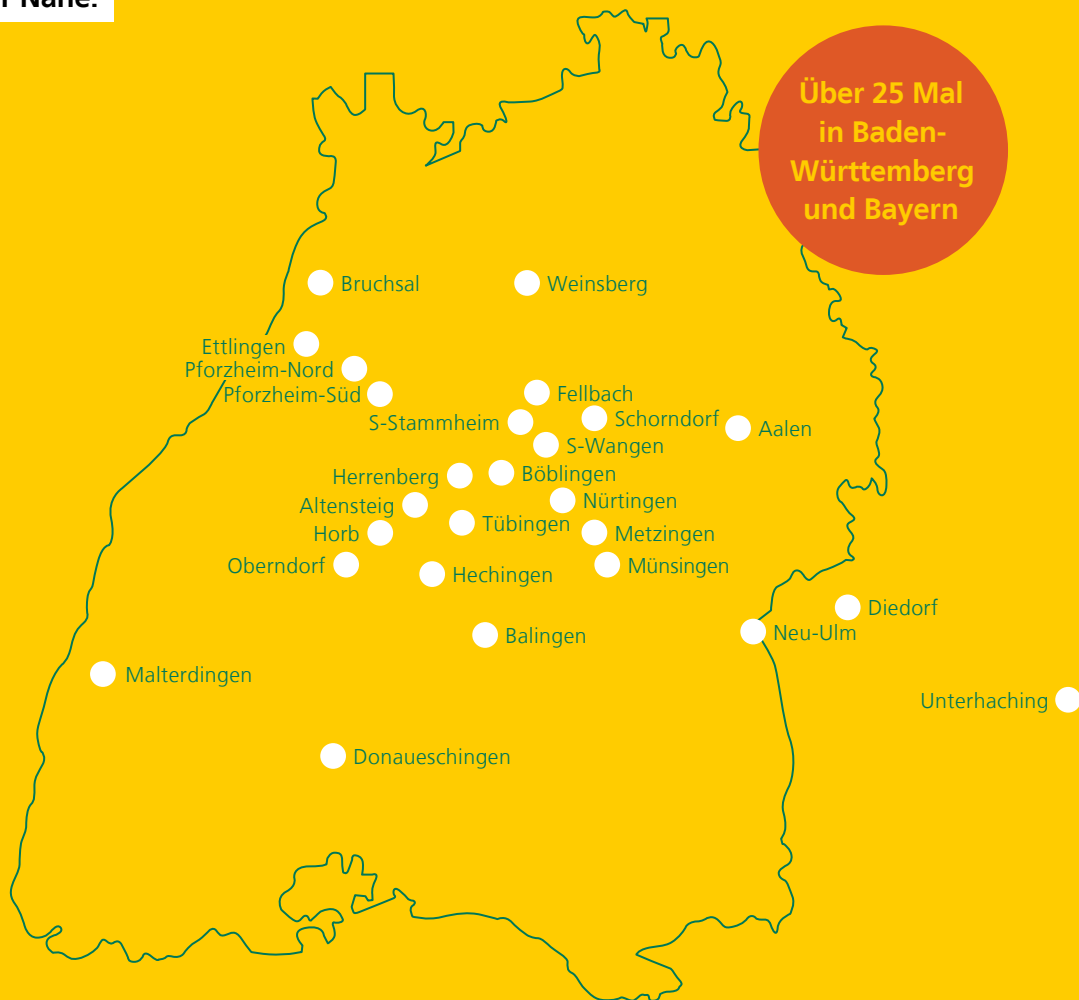 Nähe.
Über 25 Mal
in Baden-
Württemberg
und Bayern
Bruchsal
Weinsberg
Ettlingen
Pforzheim-Nord
Pforzheim-Süd
Fellbach
S-Stammheim
Schorndorf
Aalen
S-Wangen
Herrenberg
Böblingen
Altensteig
Nürtingen
Tübingen
Horb
Metzingen
Oberndorf
Hechingen
Münsingen
Diedorf
Balingen
Neu-Ulm
Malterdingen
Unterhaching
Donaueschingen